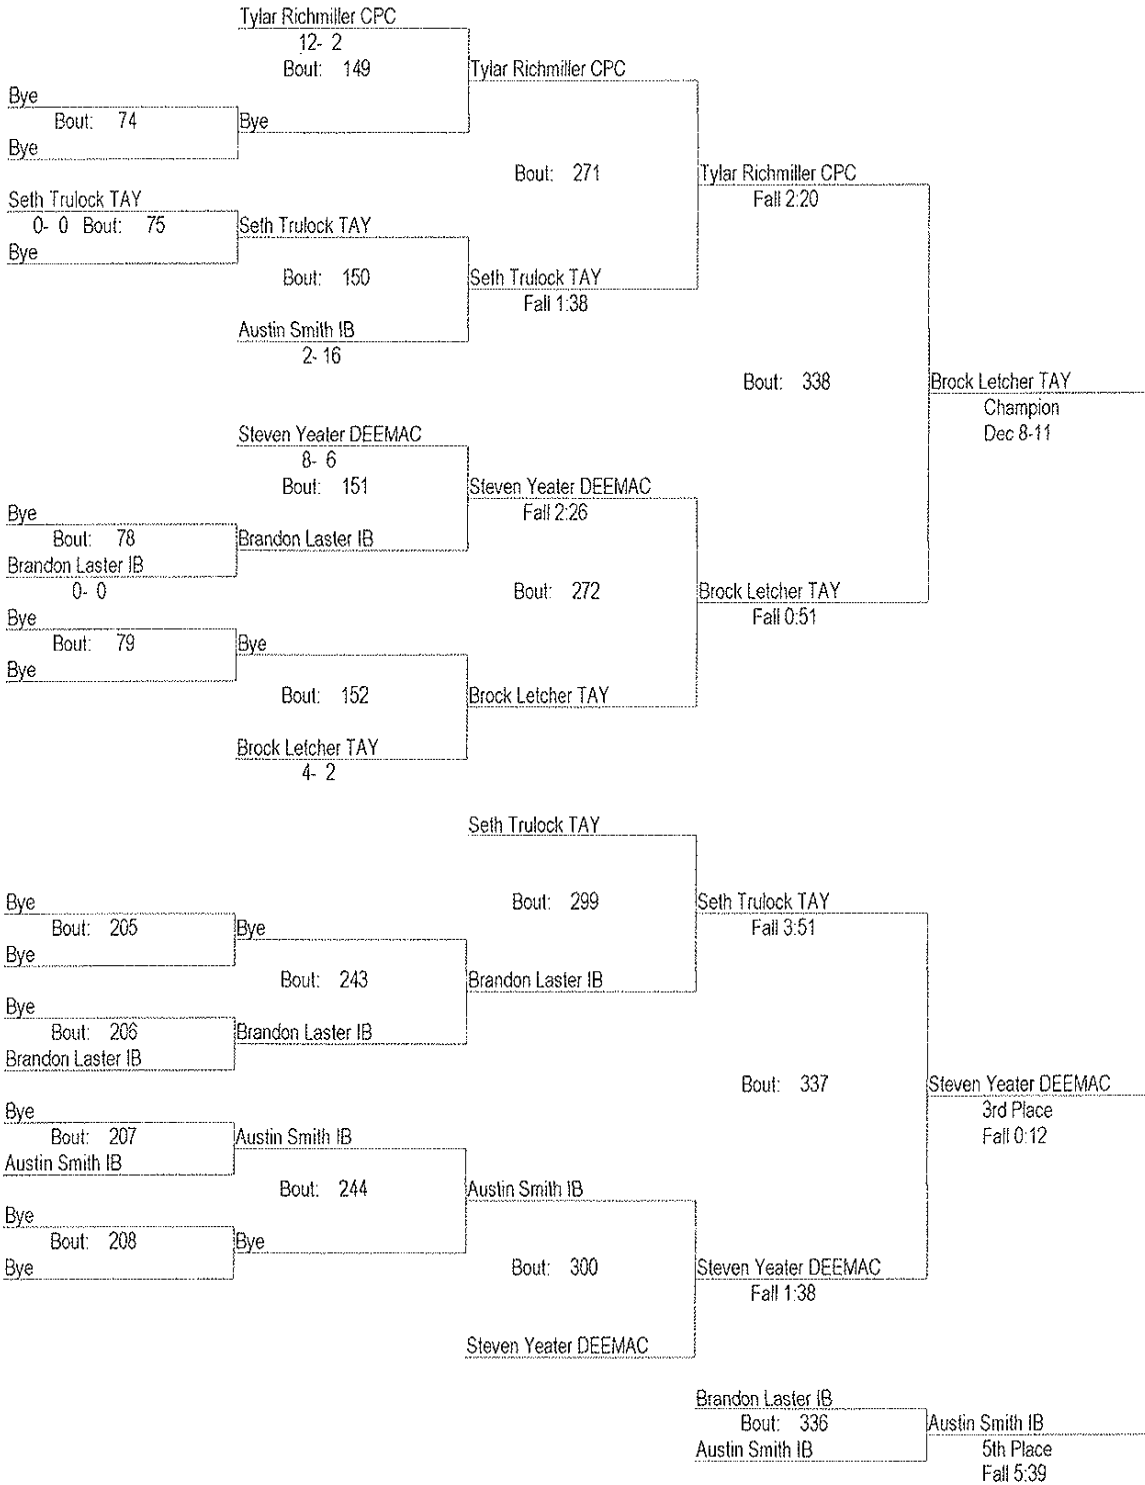 Tylar Richmiller CPC
12- 2
Bout: 149
Tylar Richmiller CPC
Bye
Bout: 74
Bye
Bye
Bout: 271
Tylar Richmiller CPC
Fall 2:20
Seth Trulock TAY
0- 0 Bout: 75
Seth Trulock TAY
Bye
Bout: 150
Seth Trulock TAY
Fall 1:38
Austin Smith IB
2- 16
Bout: 338
Brock Letcher TAY
Champion
Dec 8-11
Steven Yeater DEEMAC
8- 6
Bout: 151
Steven Yeater DEEMAC
Fall 2:26
Bye
Bout: 78
Brandon Laster IB
Brandon Laster IB
0- 0
Bout: 272
Brock Letcher TAY
Fall 0:51
Bye
Bout: 79
Bye
Bye
Bout: 152
Brock Letcher TAY
Brock Letcher TAY
4- 2
Seth Trulock TAY
Bout: 299
Seth Trulock TAY
Fall 3:51
Bye
Bout: 205
Bye
Bye
Bout: 243
Brandon Laster IB
Bye
Bout: 206
Brandon Laster IB
Brandon Laster IB
Bout: 337
Steven Yeater DEEMAC
3rd Place
Fall 0:12
Bye
Bout: 207
Austin Smith IB
Austin Smith IB
Bout: 244
Austin Smith IB
Bye
Bout: 208
Bye
Bye
Bout: 300
Steven Yeater DEEMAC
Fall 1:38
Steven Yeater DEEMAC
Brandon Laster IB
Bout: 336
Austin Smith IB
Austin Smith IB
5th Place
Fall 5:39